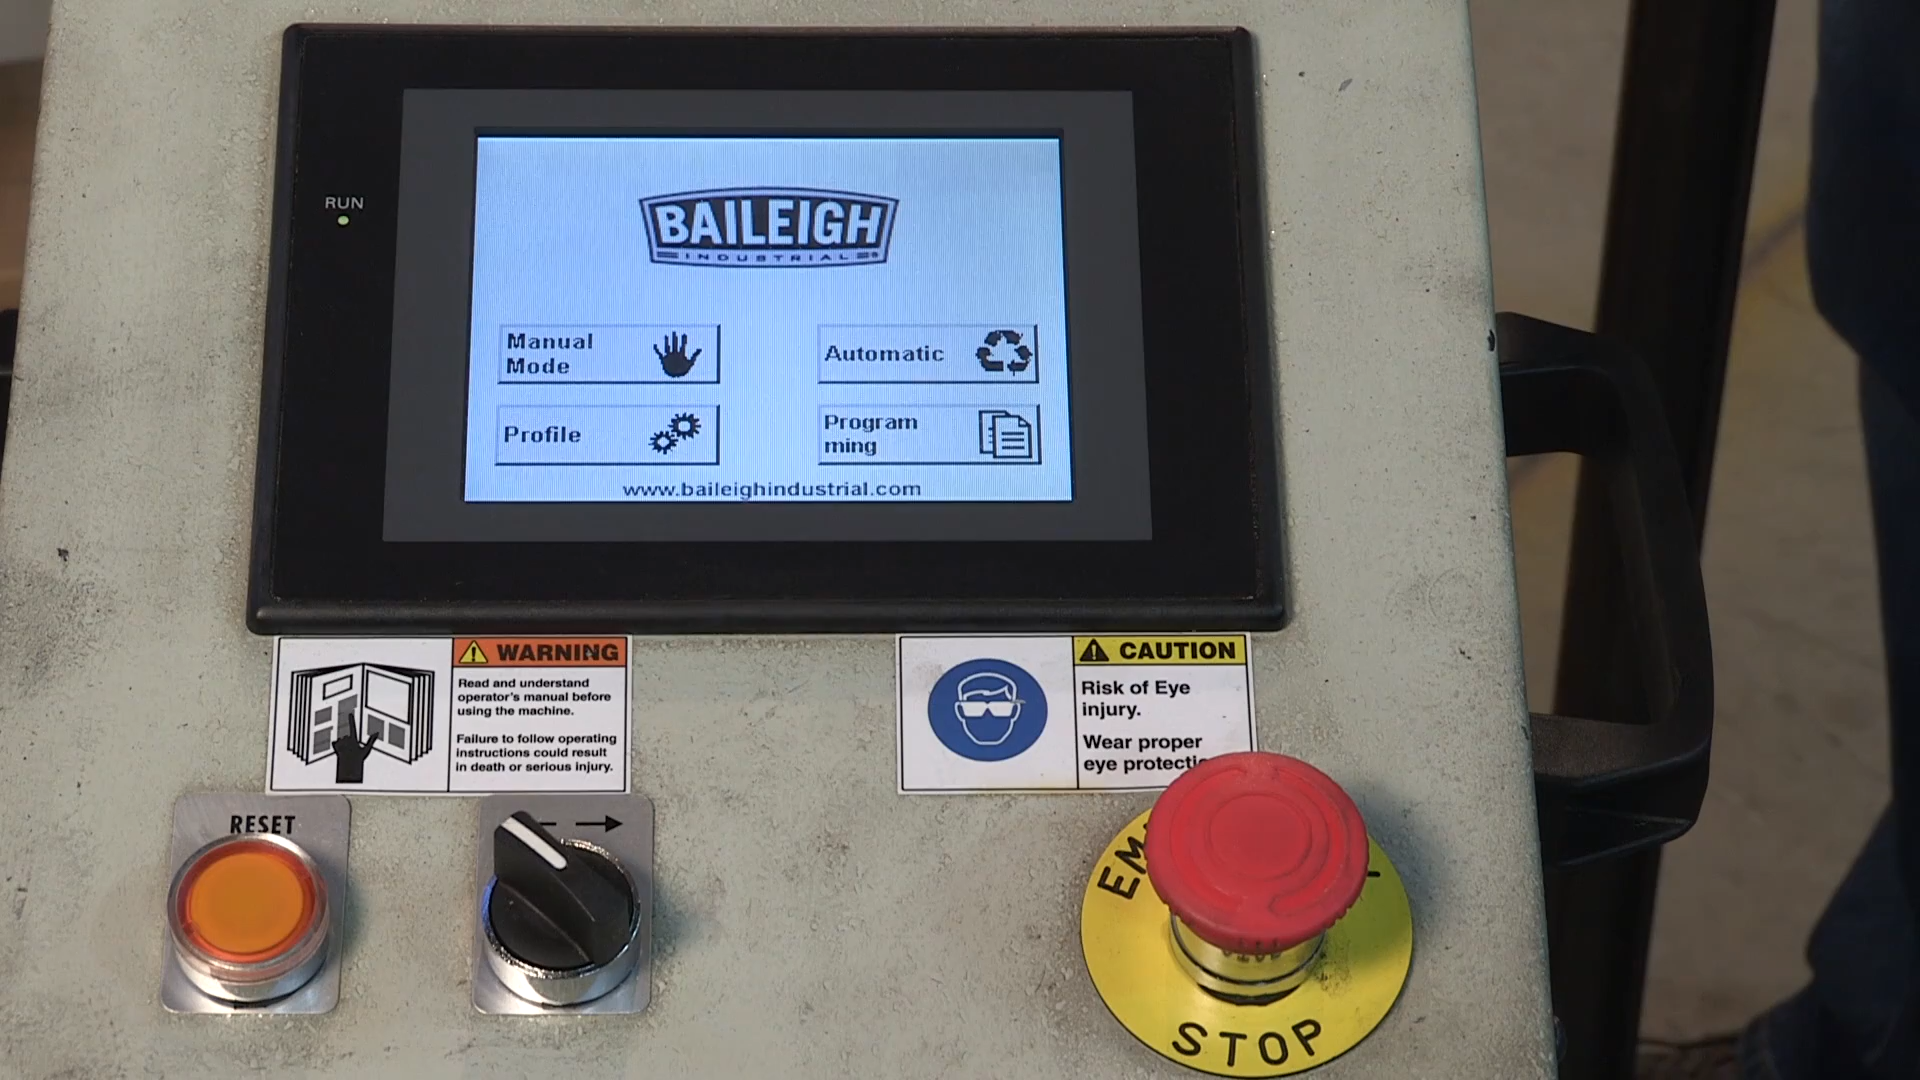 RUN
BAILEIGH
INDUSTRIAL
Manual
Mode
Automatic
Profile
Program
ming
www.baileighindustrial.com
WARNING
Read and understand
operator's manual before
using the machine.
Failure to follow operating
instructions could result
in death or serious injury.
CAUTION
Risk of Eye
injury.
Wear proper
eye protectio
RESET
EM
STOP